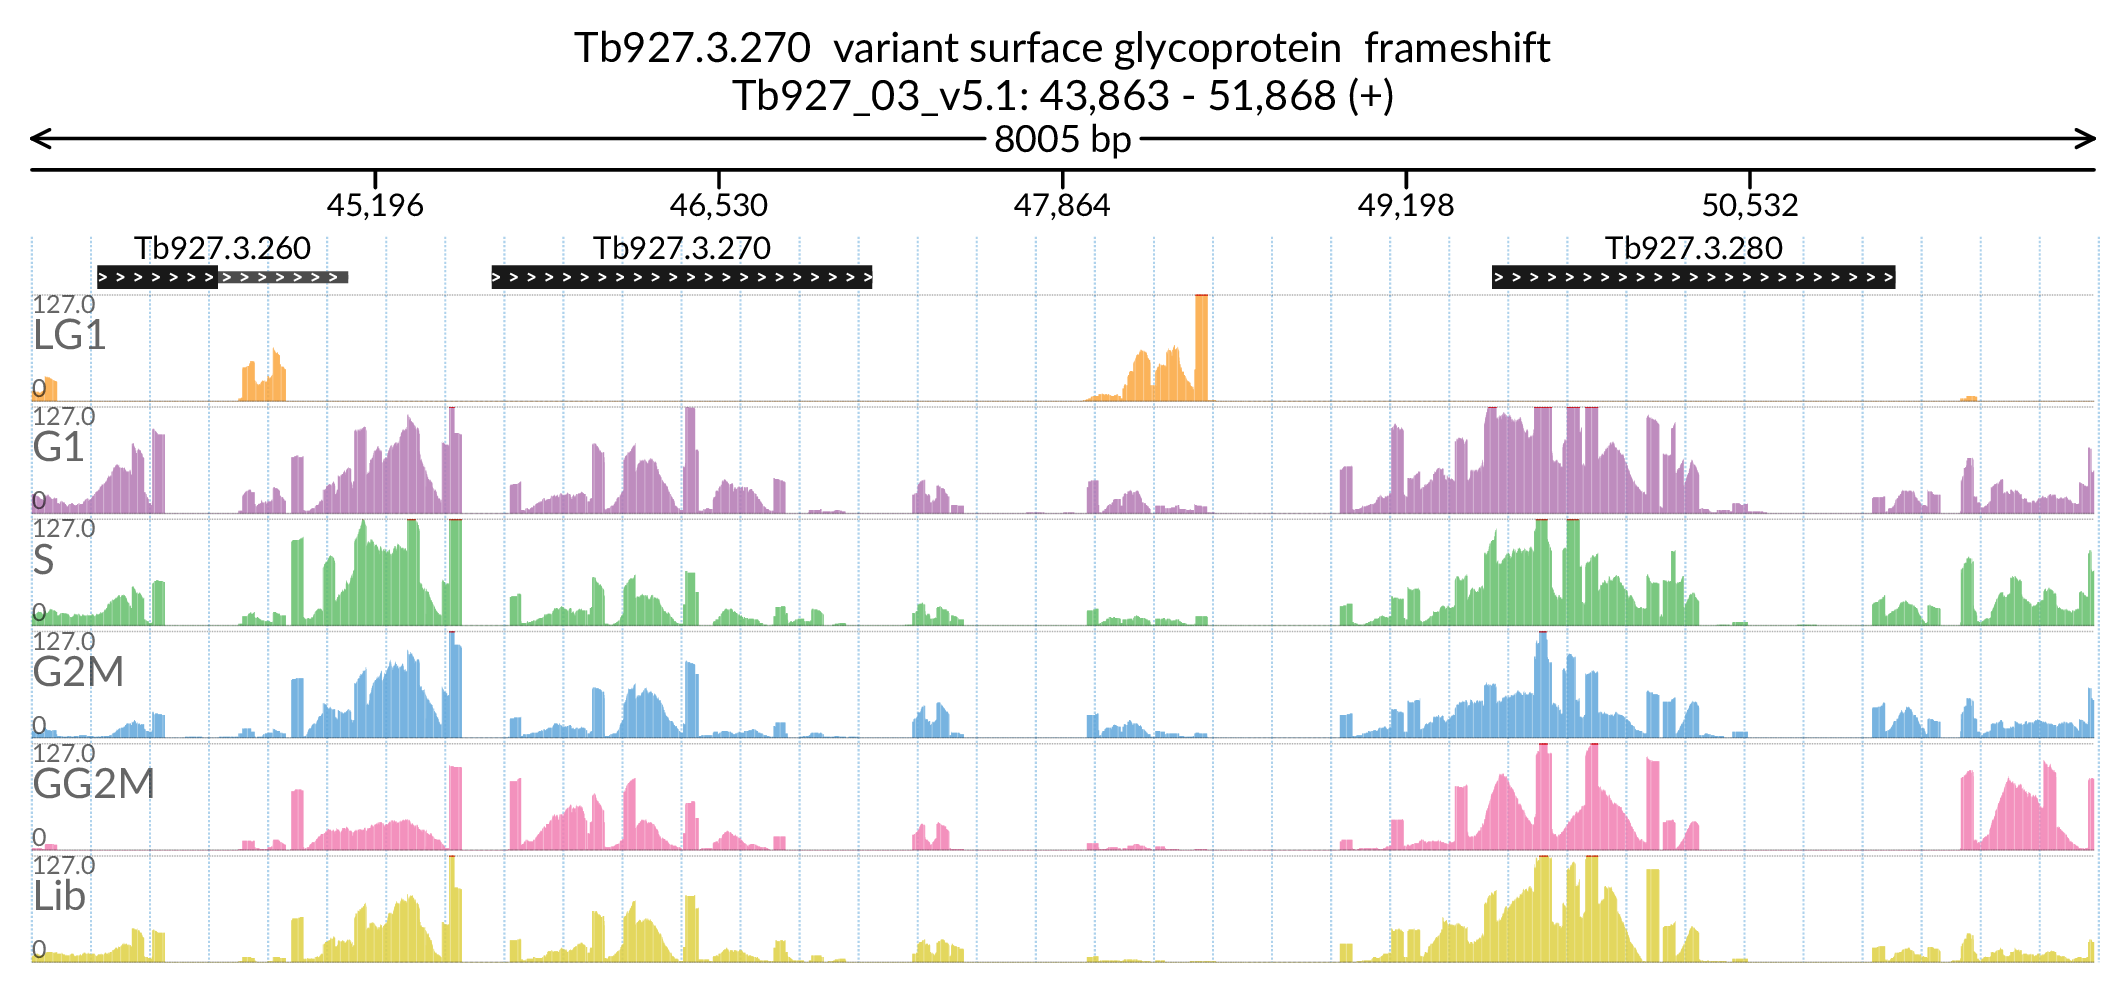 Tb927.3.270 variant surface glycoprotein frameshift
Tb927_03_v5.1: 43,863 - 51,868 (+)
8005 bp
45,196 46,530 47,864 49,198 50,532
Tb927.3.260 Tb927.3.270 Tb927.3.280
127.0
LG1
0
127.0
G1
0
127.0
S
0
127.0
G2M
0
127.0
GG2M
0
127.0
Lib
0